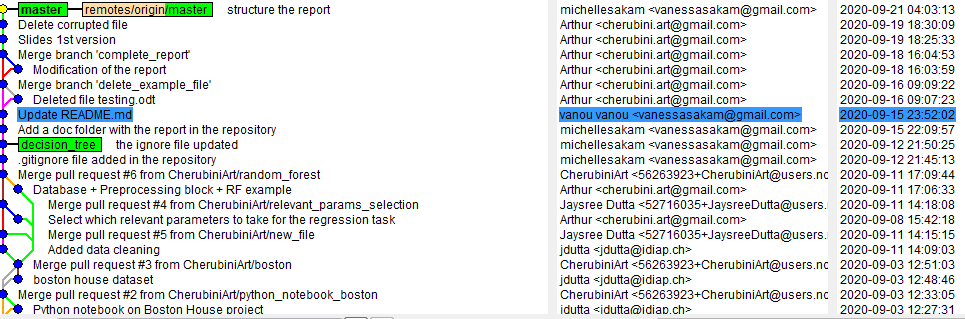 master remotes/origin/master structure the report michellesakam <vanessasakam@gmail.com> 2020-09-21 04:03:13
Delete corrupted file Arthur <cherubini.art@gmail.com> 2020-09-19 18:30:09
Slides 1st version Arthur <cherubini.art@gmail.com> 2020-09-19 18:25:33
Merge branch 'complete_report' Arthur <cherubini.art@gmail.com> 2020-09-18 16:04:53
Modification of the report Arthur <cherubini.art@gmail.com> 2020-09-18 16:03:59
Merge branch 'delete_example_file' Arthur <cherubini.art@gmail.com> 2020-09-16 09:09:22
Deleted file testing.odt Arthur <cherubini.art@gmail.com> 2020-09-16 09:07:23
Update README.md vanou vanou <vanessasakam@gmail.com> 2020-09-15 23:52:02
Add a doc folder with the report in the repository michellesakam <vanessasakam@gmail.com> 2020-09-15 22:09:57
decision_tree the ignore file updated michellesakam <vanessasakam@gmail.com> 2020-09-12 21:50:25
.gitignore file added in the repository michellesakam <vanessasakam@gmail.com> 2020-09-12 21:45:13
Merge pull request #6 from CherubiniArt/random_forest CherubiniArt <56263923+CherubiniArt@users.no 2020-09-11 17:09:44
Database + Preprocessing block + RF example Arthur <cherubini.art@gmail.com> 2020-09-11 17:06:33
Merge pull request #4 from CherubiniArt/relevant_params_selection Jaysree Dutta <52716035+JaysreeDutta@users. 2020-09-11 14:18:08
Select which relevant parameters to take for the regression task Arthur <cherubini.art@gmail.com> 2020-09-08 15:42:18
Merge pull request #5 from CherubiniArt/new_file Jaysree Dutta <52716035+JaysreeDutta@users. 2020-09-11 14:15:15
Added data cleaning jdutta <jdutta@idiap.ch> 2020-09-11 14:09:03
Merge pull request #3 from CherubiniArt/boston CherubiniArt <56263923+CherubiniArt@users.no 2020-09-03 12:51:03
boston house dataset jdutta <jdutta@idiap.ch> 2020-09-03 12:48:46
Merge pull request #2 from CherubiniArt/python_notebook_boston CherubiniArt <56263923+CherubiniArt@users.no 2020-09-03 12:33:05
Python notebook on Boston House project jdutta <jdutta@idiap.ch> 2020-09-03 12:27:31